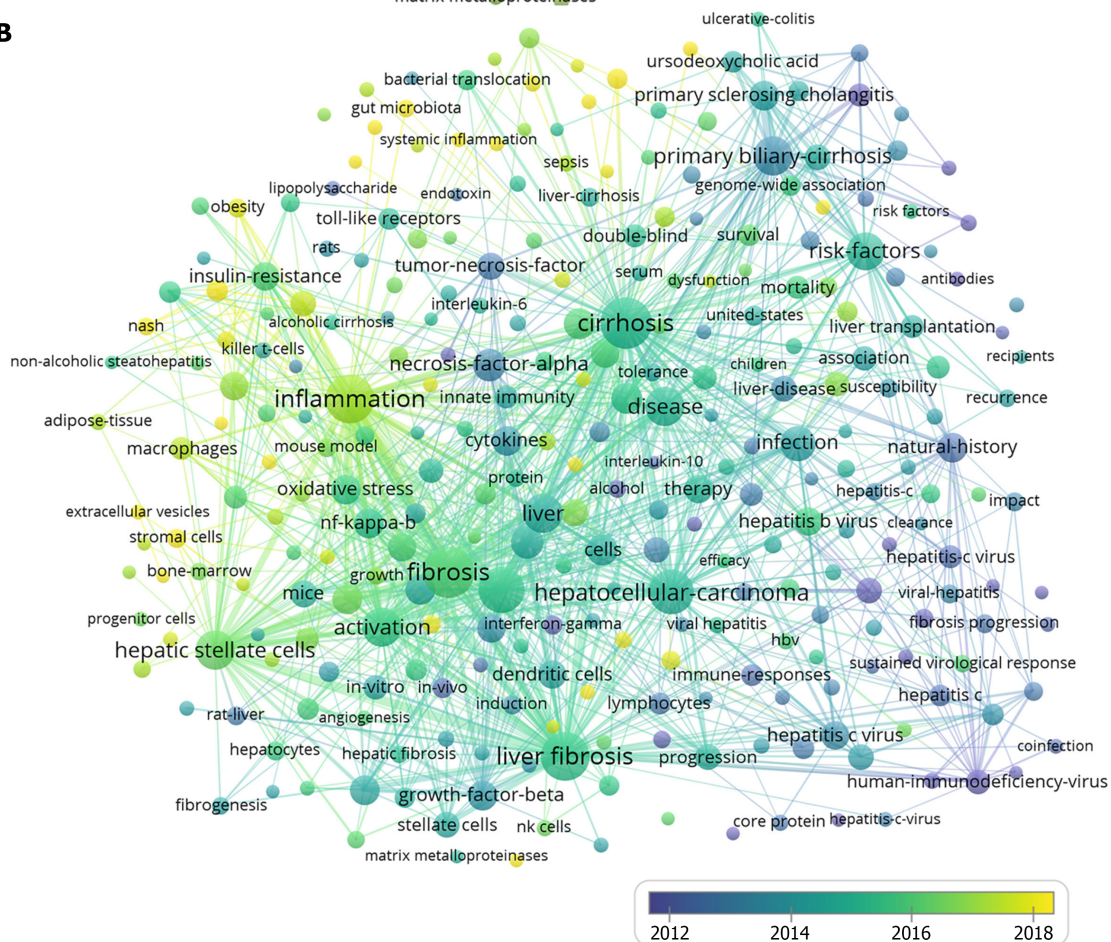 matrix metalloproteinases
B
ulcerative-colitis
ursodeoxycholic acid
bacterial translocation
primary sclerosing cholangitis
gut microbiota
systemic inflammation
sepsis
primary biliary-cirrhosis
lipopolysaccharide
endotoxin
liver-cirrhosis
genome-wide association
obesity
toll-like receptors
risk factors
rats
double-blind
survival
risk-factors
insulin-resistance
tumor-necrosis-factor
serum
dysfunction
mortality
antibodies
interleukin-6
nash
alcoholic cirrhosis
cirrhosis
united-states
liver transplantation
non-alcoholic steatohepatitis
killer t-cells
necrosis-factor-alpha
tolerance
children
association
recipients
inflammation
innate immunity
disease
liver-disease
susceptibility
recurrence
adipose-tissue
macrophages
mouse model
cytokines
infection
natural-history
interleukin-10
protein
oxidative stress
alcohol
therapy
hepatitis-c
impact
extracellular vesicles
nf-kappa-b
liver
hepatitis b virus
clearance
stromal cells
cells
efficacy
hepatitis-c virus
bone-marrow
growth
fibrosis
mice
hepatocellular-carcinoma
viral-hepatitis
progenitor cells
activation
interferon-gamma
viral hepatitis
hbv
fibrosis progression
hepatic stellate cells
dendritic cells
immune-responses
sustained virological response
in-vitro
in-vivo
induction
lymphocytes
hepatitis c
rat-liver
angiogenesis
hepatocytes
hepatic fibrosis
liver fibrosis
progression
hepatitis c virus
coinfection
human-immunodeficiency-virus
fibrogenesis
growth-factor-beta
stellate cells
nk cells
core protein
hepatitis-c-virus
matrix metalloproteinases
2012
2014
2016
2018